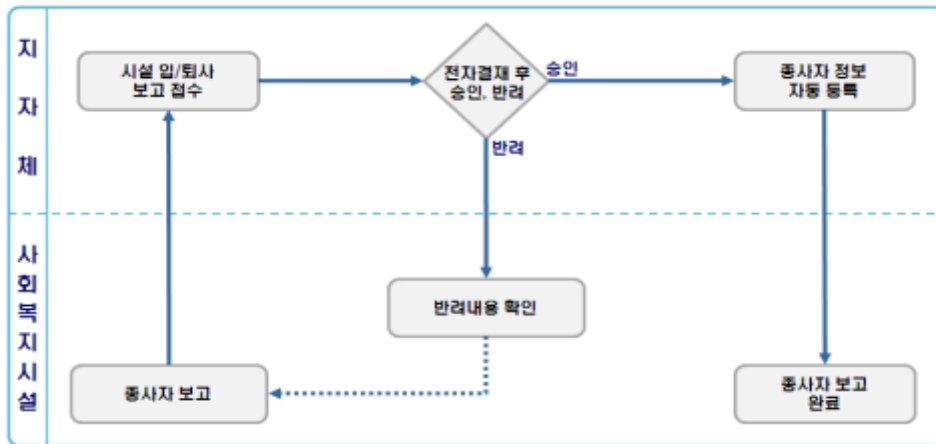 지자체
시설 입/퇴사
보고 접수
전자결재 후
승인, 반려
승인
종사자 정보
자동 등록
반려
사회복지시설
반려내용 확인
종사자 보고
종사자 보고
완료